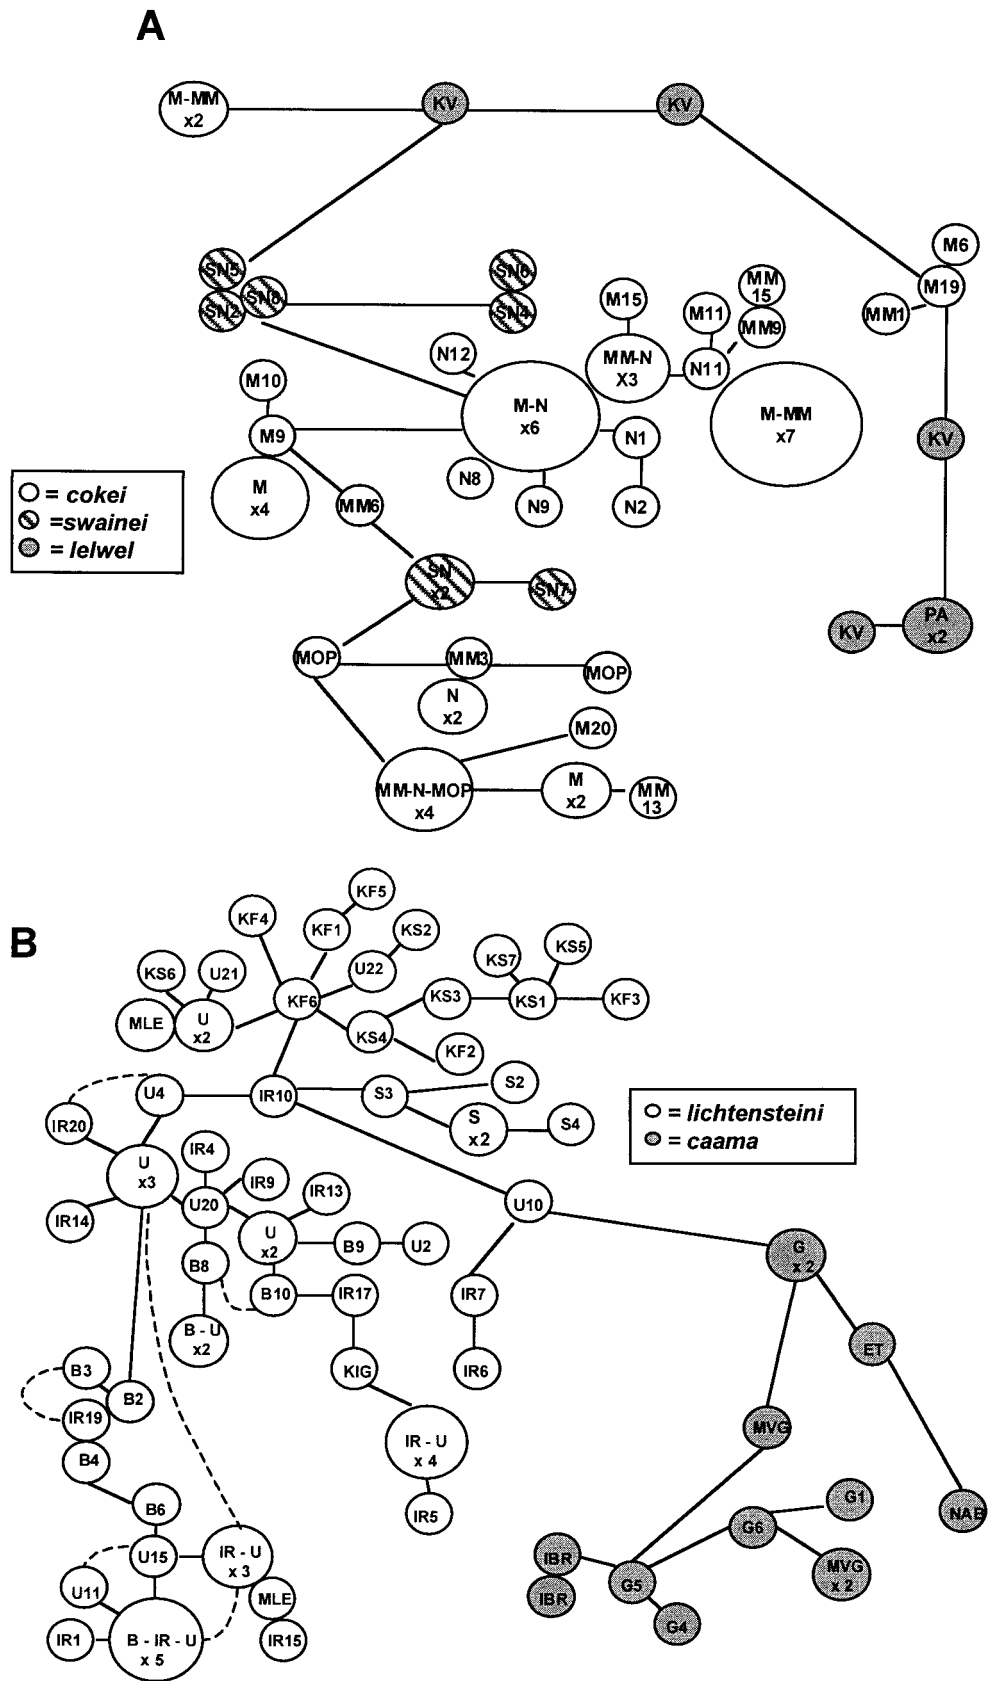 A
M-MM
x2
KV
KV
M6
M19
MM1
SN5
SN8
SN2
SN6
SN4
M15
M11
MM
15
MM9
N12
MM-N
X3
N11
M10
M-N
x6
M-MM
x7
M9
N1
KV
M
x4
MM6
N8
N9
N2
= cokei
=swainei
= lelwel
SN
x2
SN7
PA
x2
KV
MOP
MM3
MOP
N
x2
M20
MM-N-MOP
x4
M
x2
MM
13
B
KF5
KF4
KF1
KS2
KS7
KS5
KS6
U21
U22
KF6
KS3
KS1
KF3
MLE
U
x2
KS4
KF2
U4
IR10
S3
S2
IR20
S
x2
S4
= lichtensteini
= caama
U
x3
IR4
IR9
IR13
U20
U10
IR14
U
x2
B9
U2
G
x 2
B8
B10
IR17
IR7
B - U
x2
ET
B3
KIG
IR6
B2
IR19
MVG
B4
IR - U
x 4
B6
IR5
G1
NAB
G6
U15
IR - U
x 3
IBR
MVG
x 2
U11
MLE
G5
IBR
IR1
B - IR - U
x 5
IR15
G4